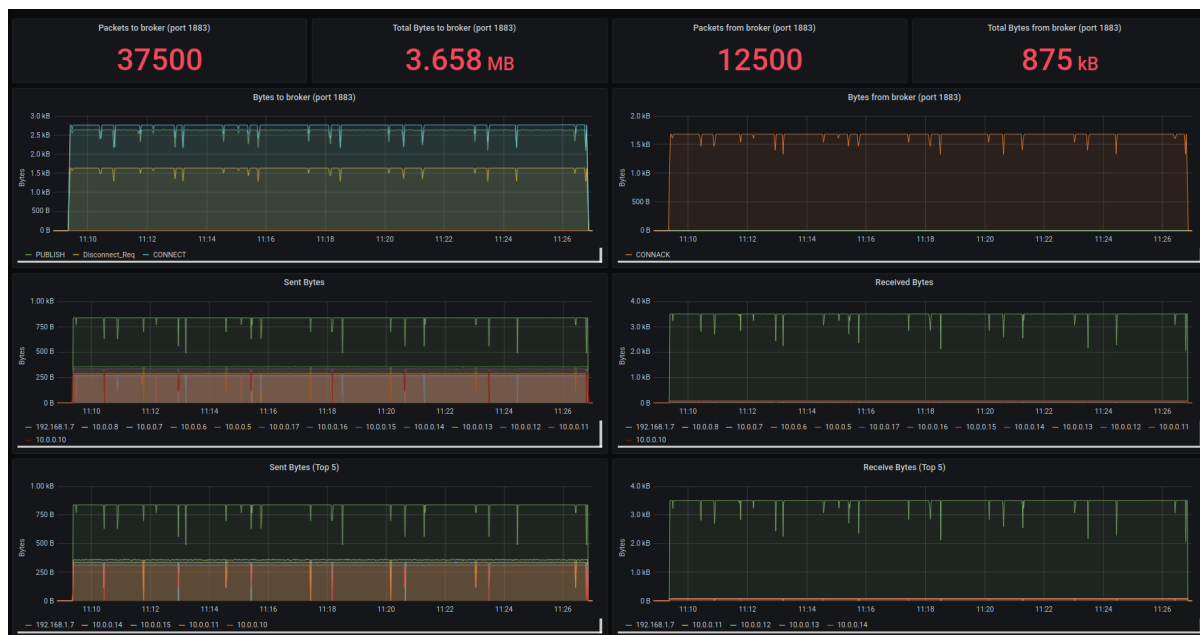 Packets to broker (port 1883)
37500
Total Bytes to broker (port 1883)
3.658 MB
Packets from broker (port 1883)
12500
Total Bytes from broker (port 1883)
875 kB
Bytes to broker (port 1883)
Bytes
3.0 kB
2.5 kB
2.0 kB
1.5 kB
1.0 kB
500 B
0 B
11:10 11:12 11:14 11:16 11:18 11:20 11:22 11:24 11:26
PUBLISH Disconnect_Req CONNECT
Bytes from broker (port 1883)
Bytes
2.0 kB
1.5 kB
1.0 kB
500 B
0 B
11:10 11:12 11:14 11:16 11:18 11:20 11:22 11:24 11:26
CONNACK
Sent Bytes
Bytes
1.00 kB
750 B
500 B
250 B
0 B
11:10 11:12 11:14 11:16 11:18 11:20 11:22 11:24 11:26
192.168.1.7 10.0.0.8 10.0.0.7 10.0.0.6 10.0.0.5 10.0.0.17 10.0.0.16 10.0.0.15 10.0.0.14 10.0.0.13 10.0.0.12 10.0.0.11
10.0.0.10
Received Bytes
Bytes
4.0 kB
3.0 kB
2.0 kB
1.0 kB
0 B
11:10 11:12 11:14 11:16 11:18 11:20 11:22 11:24 11:26
192.168.1.7 10.0.0.8 10.0.0.7 10.0.0.6 10.0.0.5 10.0.0.17 10.0.0.16 10.0.0.15 10.0.0.14 10.0.0.13 10.0.0.12 10.0.0.11
10.0.0.10
Sent Bytes (Top 5)
Bytes
1.00 kB
750 B
500 B
250 B
0 B
11:10 11:12 11:14 11:16 11:18 11:20 11:22 11:24 11:26
192.168.1.7 10.0.0.14 10.0.0.15 10.0.0.11 10.0.0.10
Receive Bytes (Top 5)
Bytes
4.0 kB
3.0 kB
2.0 kB
1.0 kB
0 B
11:10 11:12 11:14 11:16 11:18 11:20 11:22 11:24 11:26
192.168.1.7 10.0.0.11 10.0.0.12 10.0.0.13 10.0.0.14